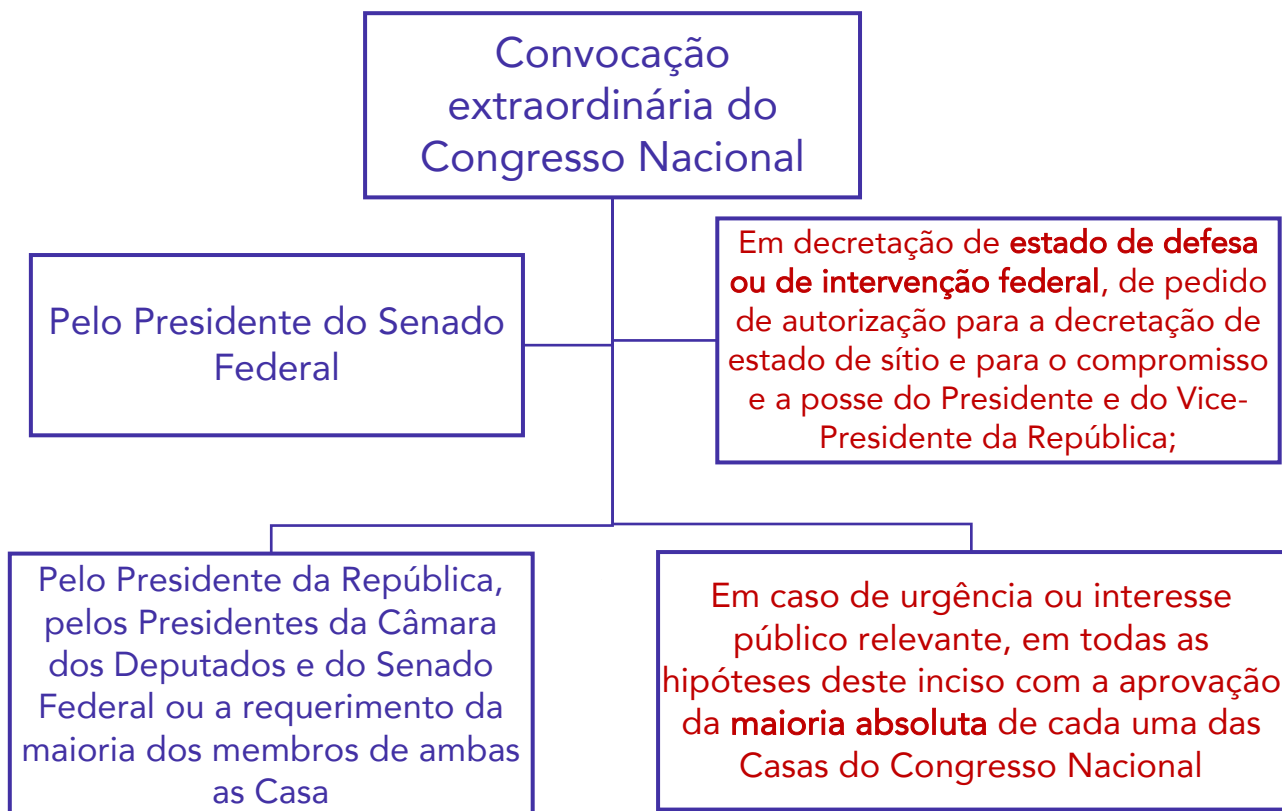 Convocação
extraordinária do
Congresso Nacional
Pelo Presidente do Senado
Federal
Em decretação de estado de defesa
ou de intervenção federal, de pedido
de autorização para a decretação de
estado de sítio e para o compromisso
e a posse do Presidente e do Vice-
Presidente da República;
Pelo Presidente da República,
pelos Presidentes da Câmara
dos Deputados e do Senado
Federal ou a requerimento da
maioria dos membros de ambas
as Casa
Em caso de urgência ou interesse
público relevante, em todas as
hipóteses deste inciso com a aprovação
da maioria absoluta de cada uma das
Casas do Congresso Nacional